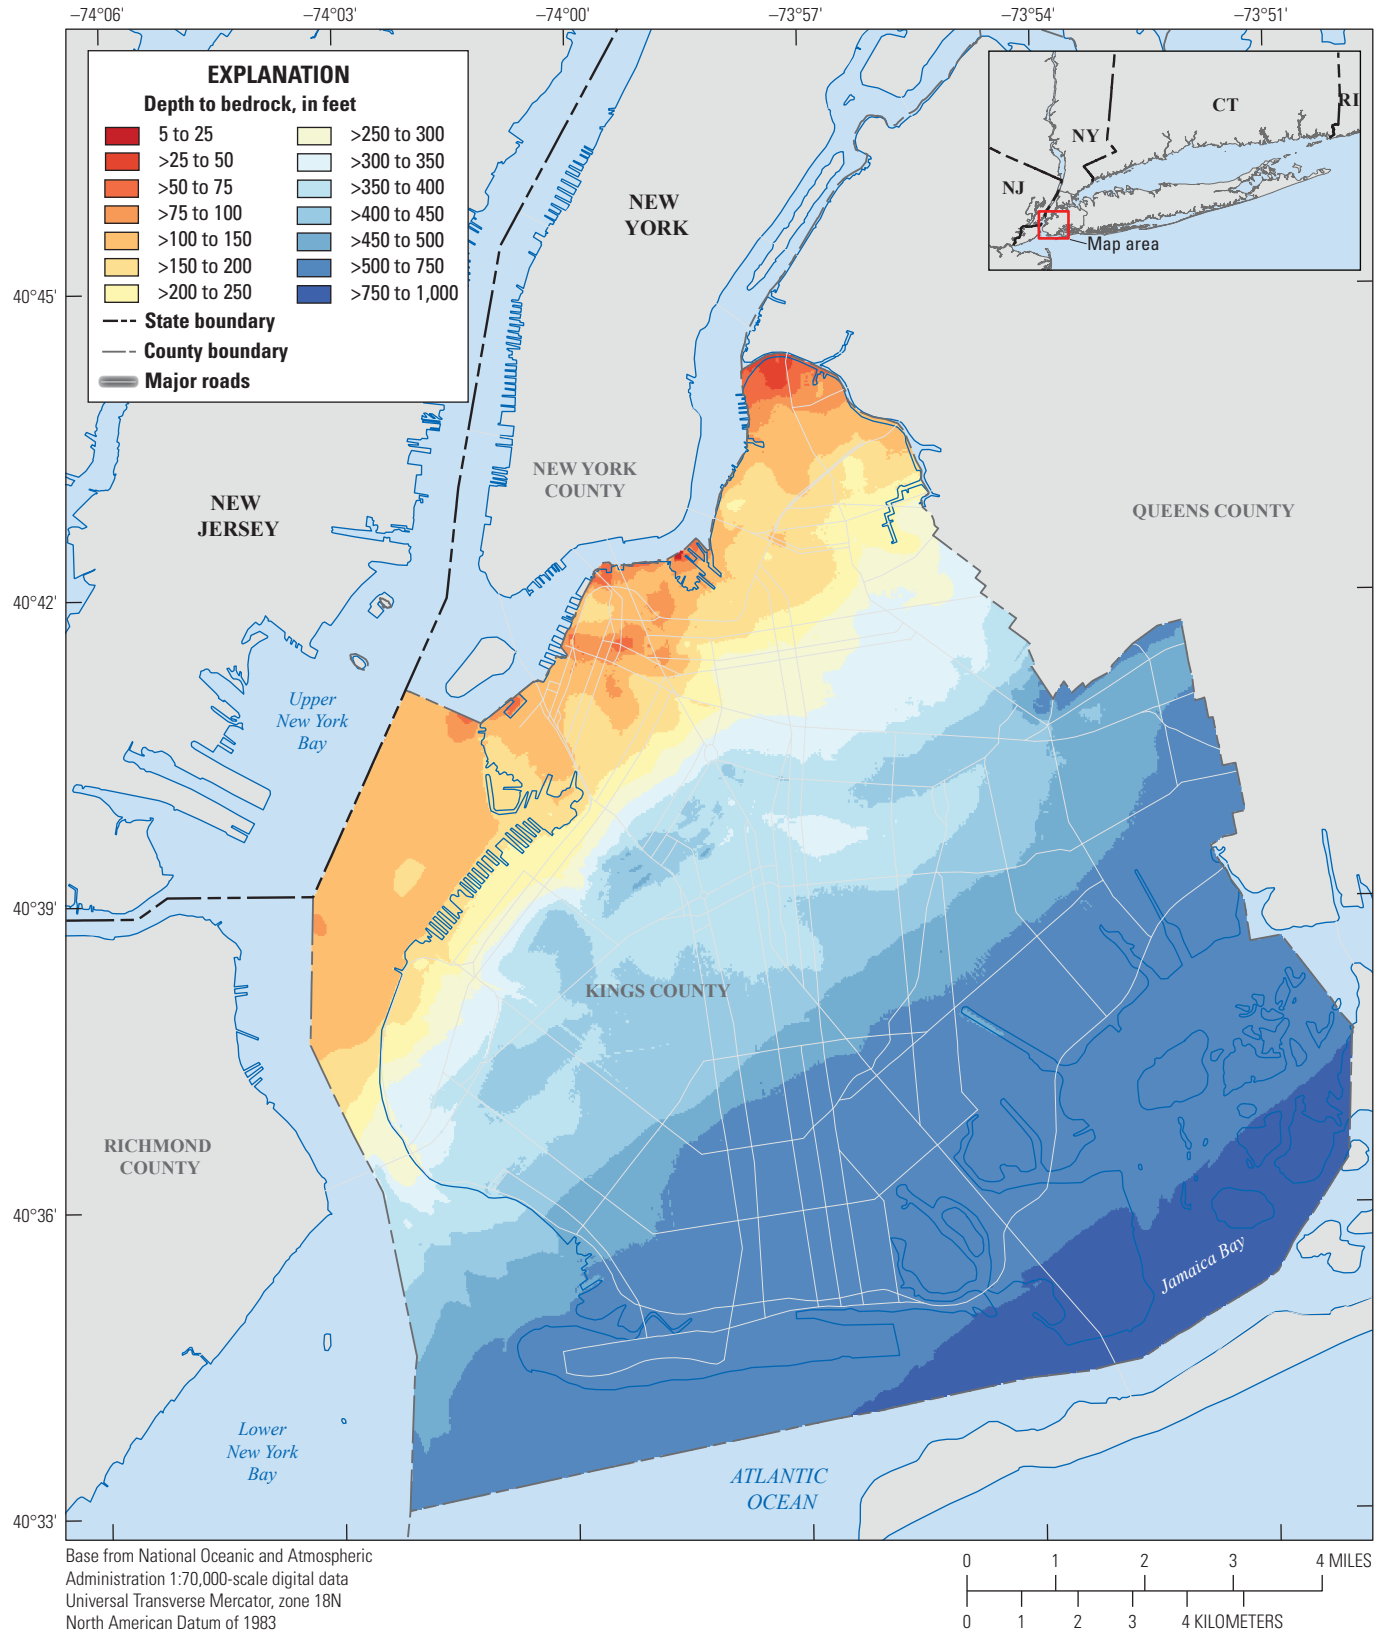 –74°06'
–74°03'
–74°00'
–73°57'
–73°54'
–73°51'
EXPLANATION
Depth to bedrock, in feet
5 to 25
>25 to 50
>50 to 75
>75 to 100
>100 to 150
>150 to 200
>200 to 250
>250 to 300
>300 to 350
>350 to 400
>400 to 450
>450 to 500
>500 to 750
>750 to 1,000
State boundary
County boundary
Major roads
CT
RI
NY
NJ
Map area
NEW
YORK
40°45'
NEW YORK
COUNTY
NEW
JERSEY
QUEENS COUNTY
40°42'
Upper
New York
Bay
40°39'
KINGS COUNTY
RICHMOND
COUNTY
40°36'
Jamaica Bay
Lower
New York
Bay
ATLANTIC
OCEAN
40°33'
Base from National Oceanic and Atmospheric
Administration 1:70,000-scale digital data
Universal Transverse Mercator, zone 18N
North American Datum of 1983
0 1 2 3 4 MILES
0 1 2 3 4 KILOMETERS